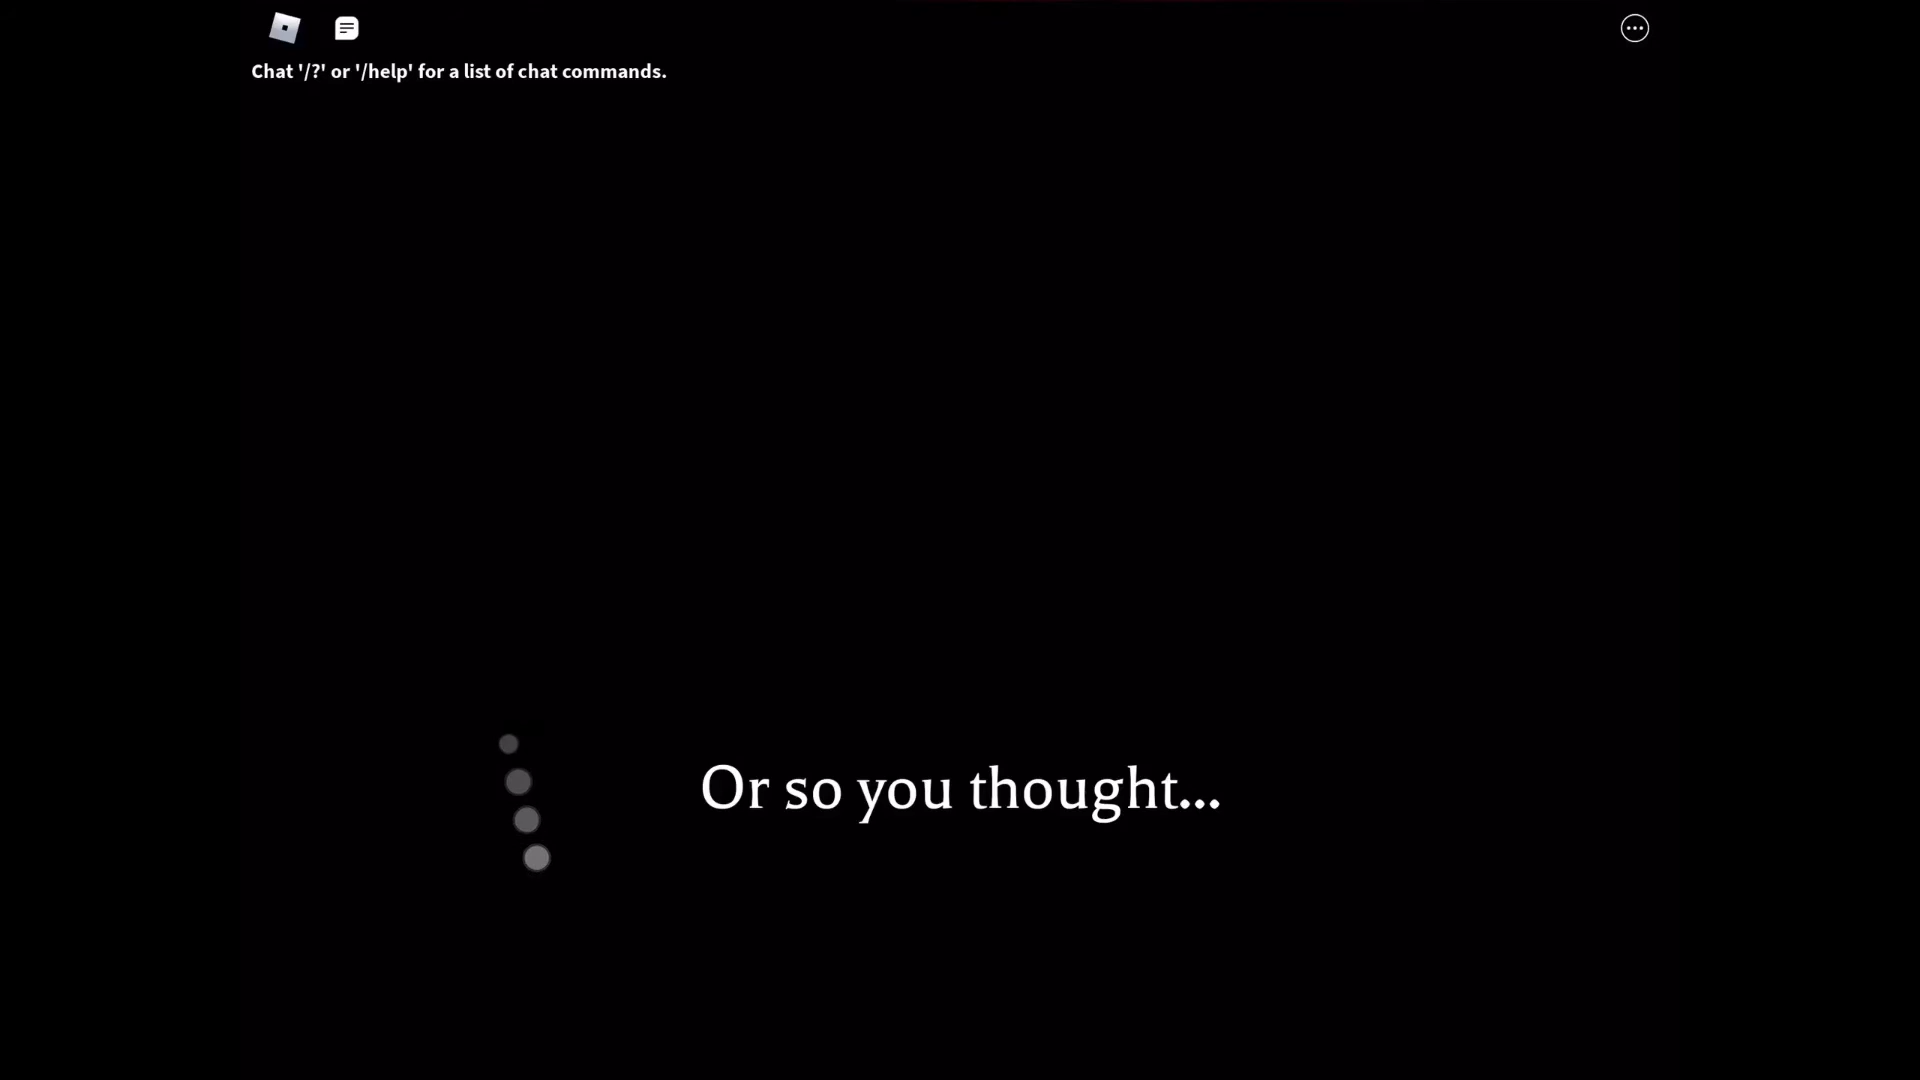 Chat '/?' or '/help' for a list of chat commands.
Or so you thought...